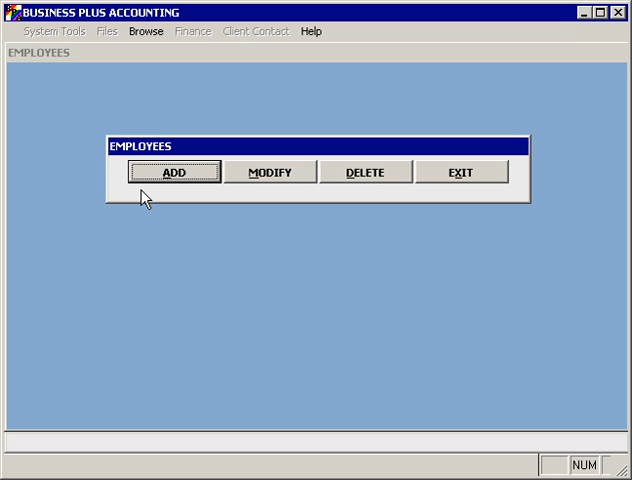 BUSINESS PLUS ACCOUNTING
System Tools Files Browse Finance Client Contact Help
EMPLOYEES
EMPLOYEES
ADD MODIFY DELETE EXIT
NUM